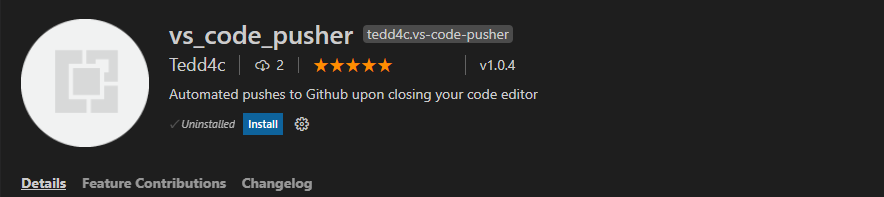 vs_code_pusher tedd4c.vs-code-pusher
Tedd4c 2 v1.0.4
Automated pushes to Github upon closing your code editor
Uninstalled Install
Details Feature Contributions Changelog